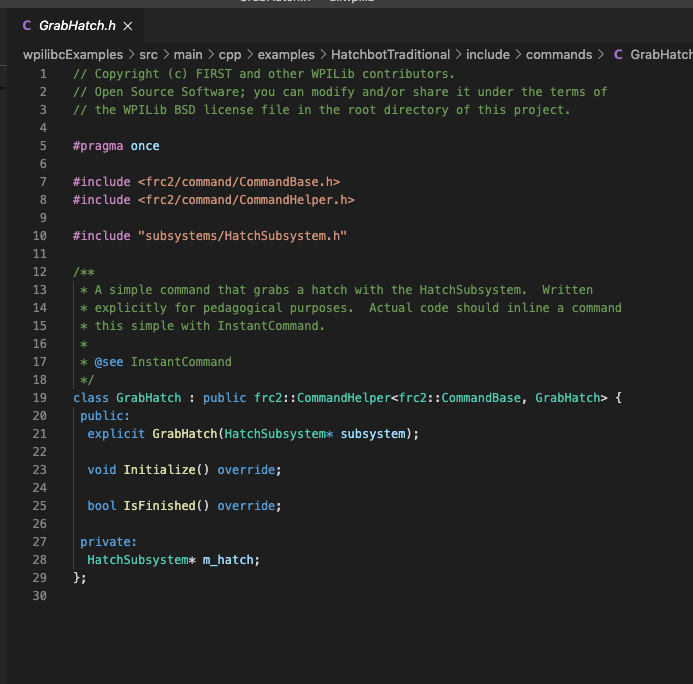 C GrabHatch.h ×
wpilibcExamples > src > main > cpp > examples > HatchbotTraditional > include > commands > C GrabHatch
1 // Copyright (c) FIRST and other WPILib contributors.
2 // Open Source Software; you can modify and/or share it under the terms of
3 // the WPILib BSD license file in the root directory of this project.
4
5 #pragma once
6
7 #include <frc2/command/CommandBase.h>
8 #include <frc2/command/CommandHelper.h>
9
10 #include "subsystems/HatchSubsystem.h"
11
12 /**
13  * A simple command that grabs a hatch with the HatchSubsystem.  Written
14  * explicitly for pedagogical purposes.  Actual code should inline a command
15  * this simple with InstantCommand.
16  *
17  * @see InstantCommand
18  */
19 class GrabHatch : public frc2::CommandHelper<frc2::CommandBase, GrabHatch> {
20  public:
21   explicit GrabHatch(HatchSubsystem* subsystem);
22
23   void Initialize() override;
24
25   bool IsFinished() override;
26
27  private:
28   HatchSubsystem* m_hatch;
29 };
30